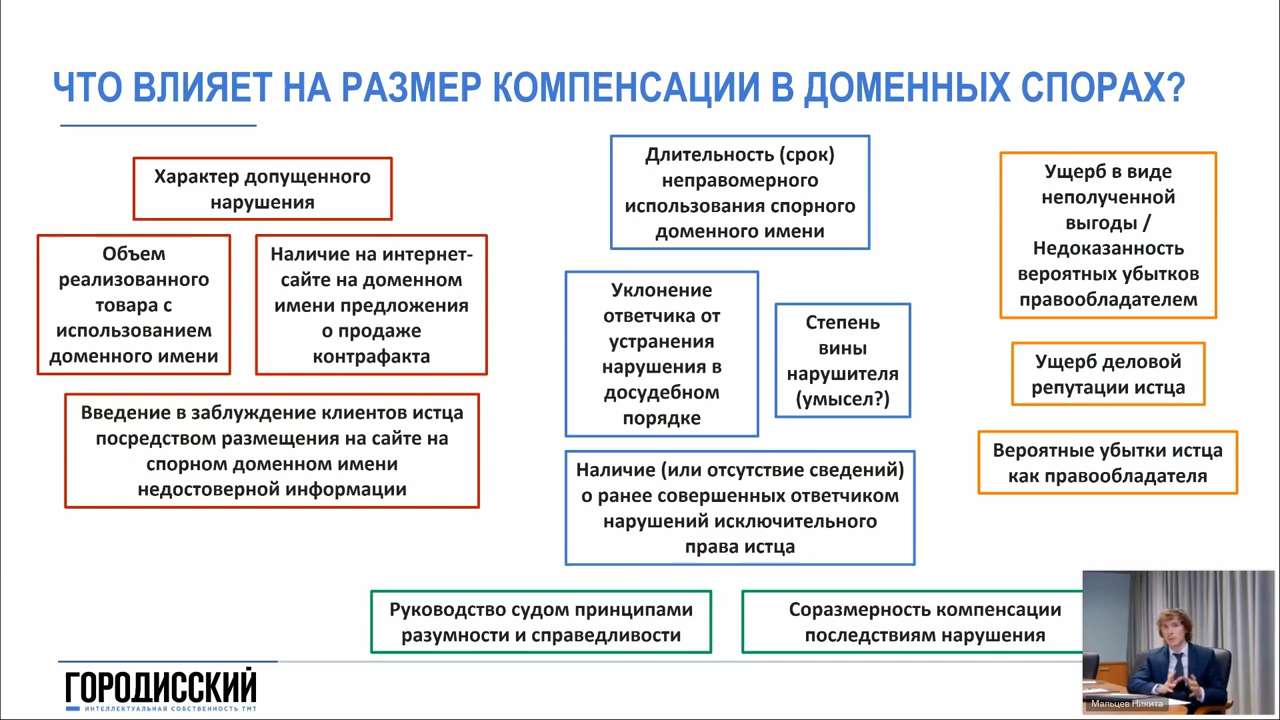 ЧТО ВЛИЯЕТ НА РАЗМЕР КОМПЕНСАЦИИ В ДОМЕННЫХ СПОРАХ?
Характер допущенного
нарушения
Объем
реализованного
товара с
использованием
доменного имени
Наличие на интернет-
сайте на доменном
имени предложения
о продаже
контрафакта
Введение в заблуждение клиентов истца
посредством размещения на сайте на
спорном доменном имени
недостоверной информации
Длительность (срок)
неправомерного
использования спорного
доменного имени
Уклонение
ответчика от
устранения
нарушения в
досудебном
порядке
Степень
вины
нарушителя
(умысел?)
Наличие (или отсутствие сведений)
о ранее совершенных ответчиком
нарушений исключительного
права истца
Ущерб в виде
неполученной
выгоды /
Недоказанность
вероятных убытков
правообладателем
Ущерб деловой
репутации истца
Вероятные убытки истца
как правообладателя
Руководство судом принципами
разумности и справедливости
Соразмерность компенсации
последствиям нарушения
ГОРОДИССКИЙ
ИНТЕЛЛЕКТУАЛЬНАЯ СОБСТВЕННОСТЬ ТМТ
Мальцев Никита